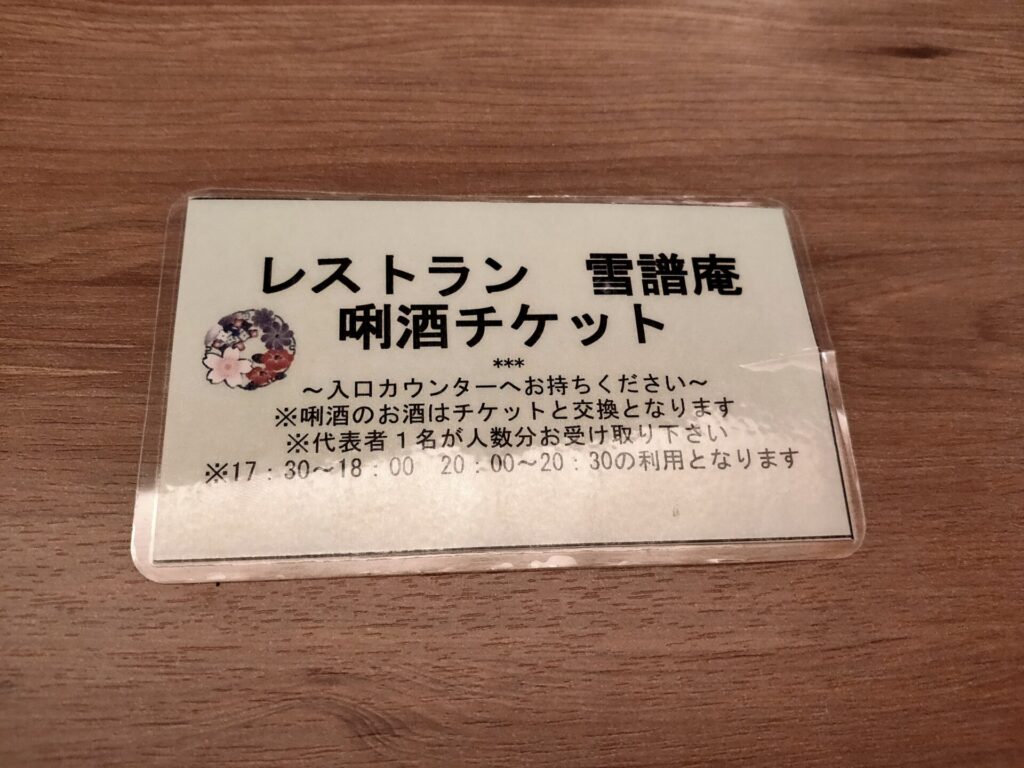 レストラン　雪譜庵
唎酒チケット
***
～入口カウンターへお持ちください～
※唎酒のお酒はチケットと交換となります
※代表者１名が人数分お受け取り下さい
※17：30～18：00　20：00～20：30の利用となります